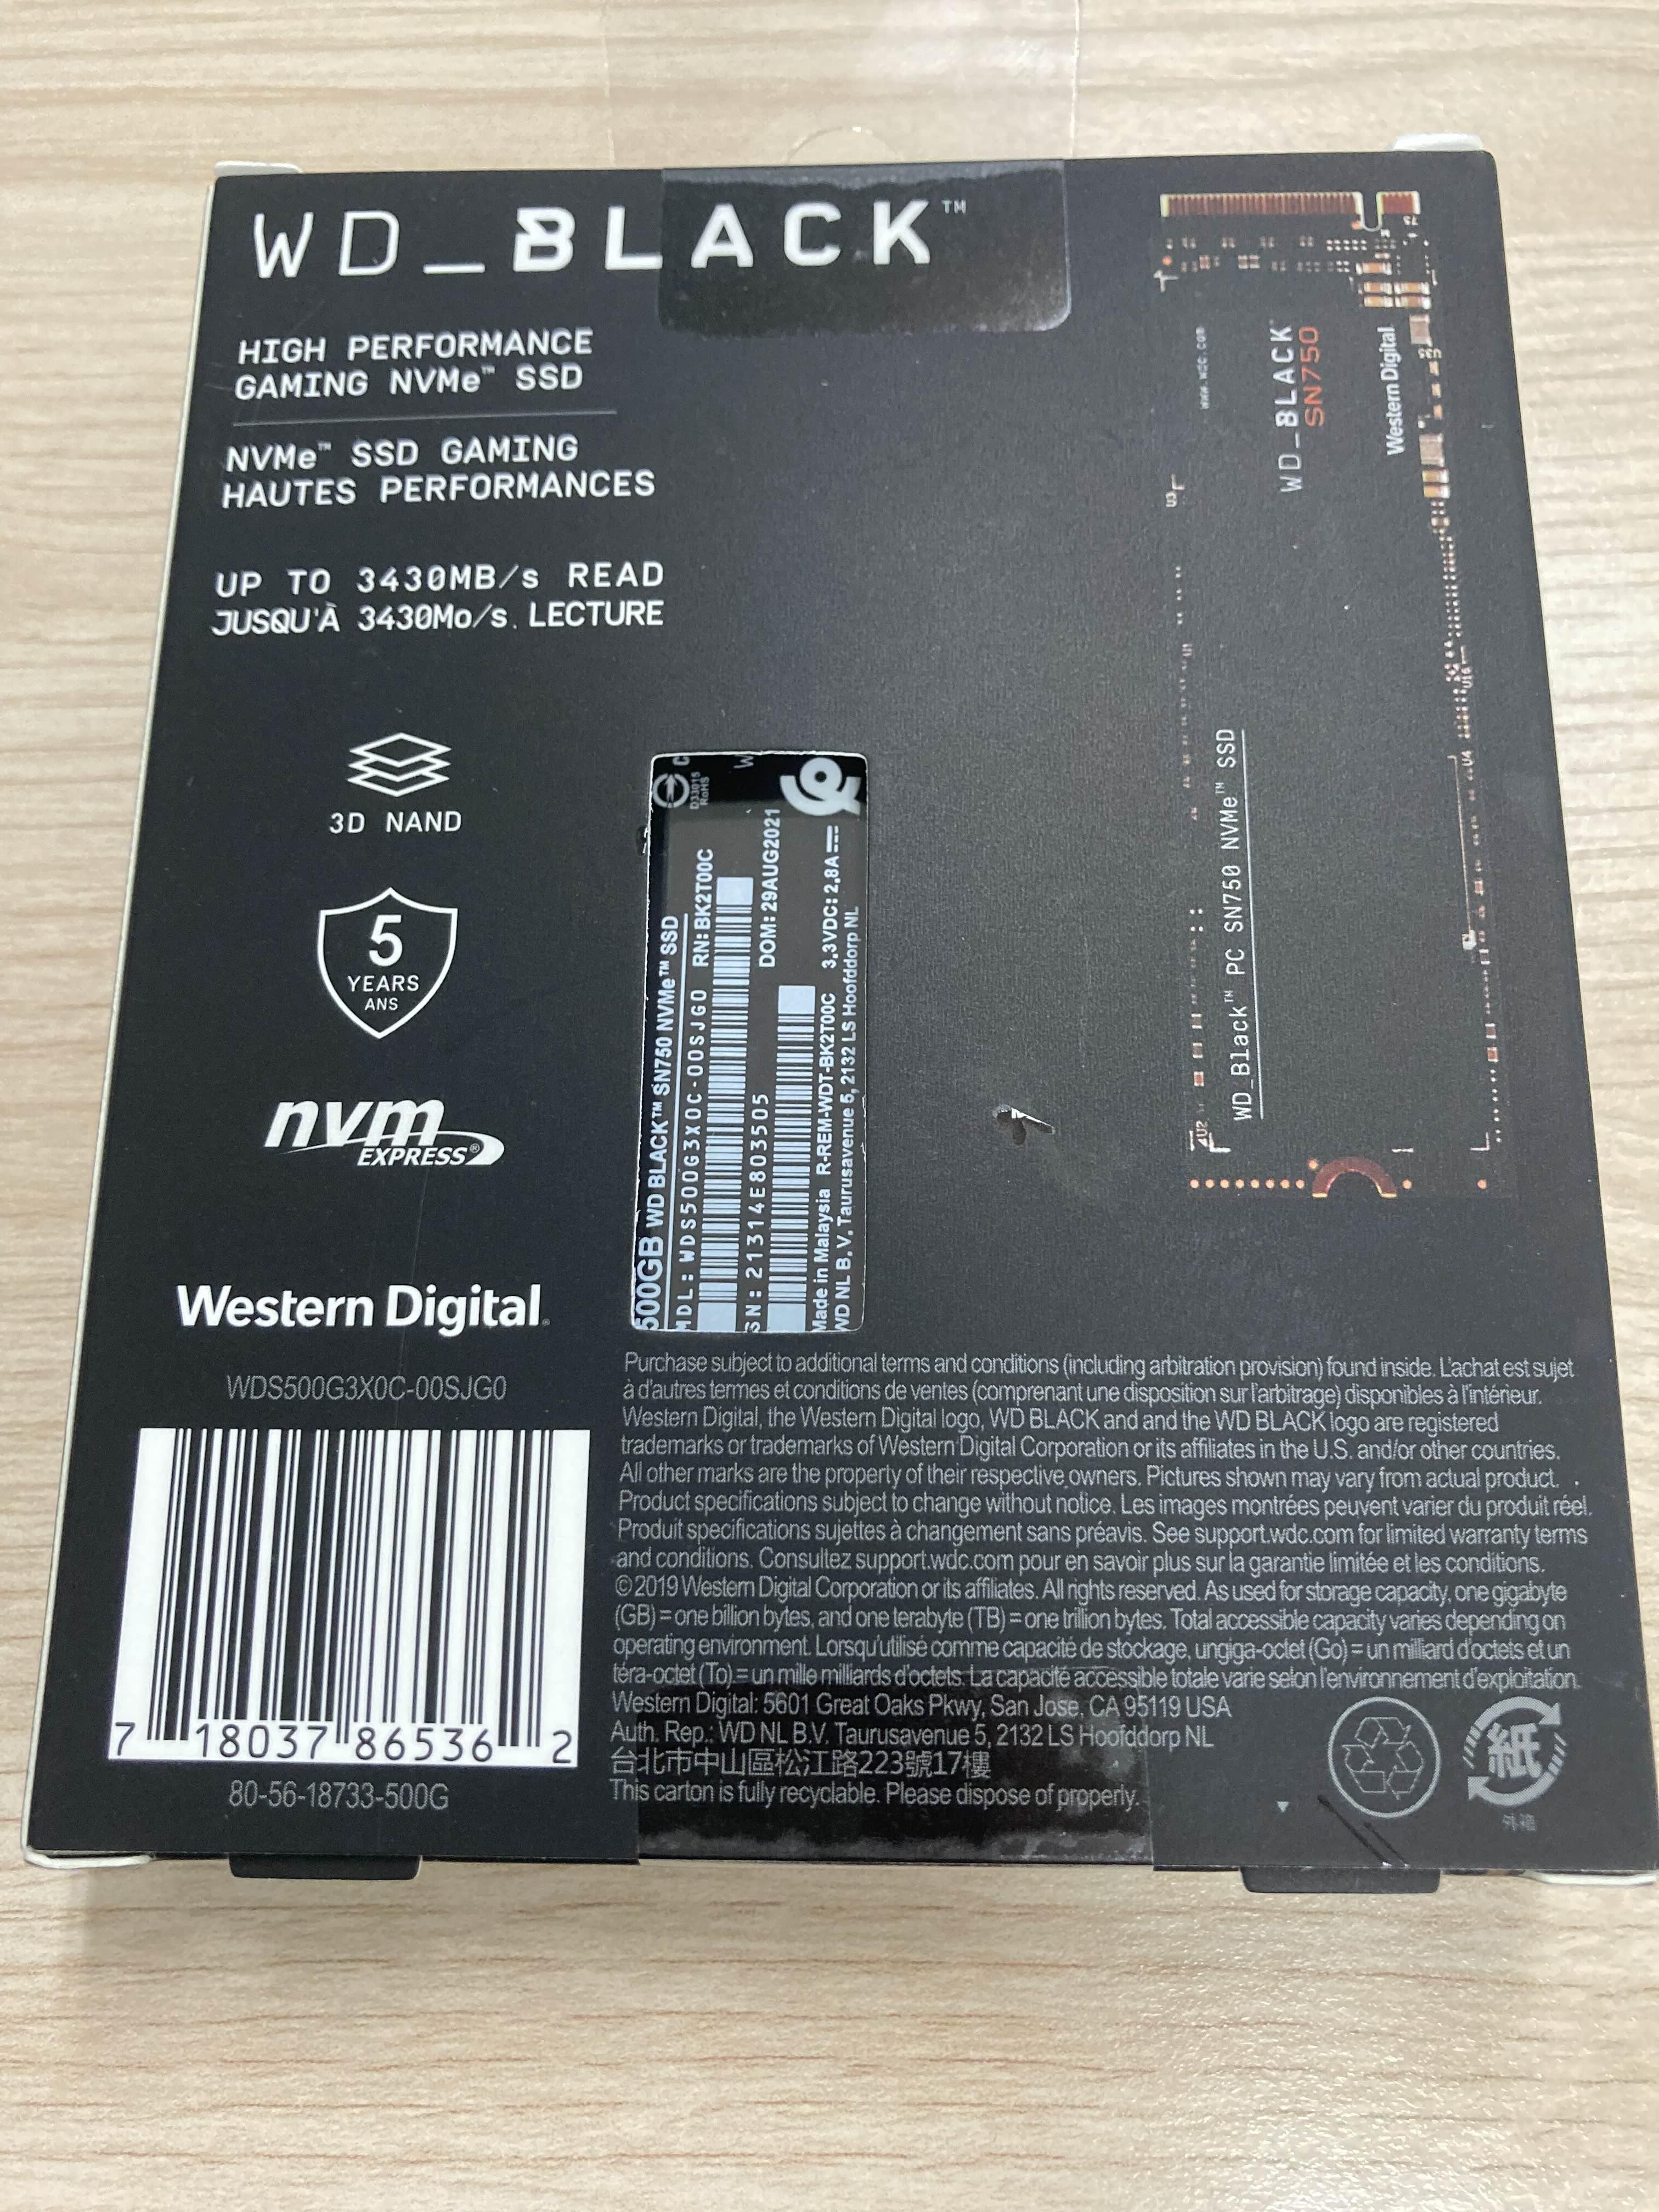 WD_BLACK™
HIGH PERFORMANCE
GAMING NVMe™ SSD
NVMe™ SSD GAMING
HAUTES PERFORMANCES
UP TO 3430MB/s READ
JUSQU'À 3430Mo/s. LECTURE
3D NAND
5
YEARS
ANS
nvm
EXPRESS®
Western Digital.
WDS500G3X0C-00SJG0
7 18037 86536 2
80-56-18733-500G
500GB WD BLACK™ SN750 NVMe™ SSD
MDL: WDS500G3X0C-00SJG0 RN: BK2T00C
SN: 21314E803505 DOM: 29AUG2021
Made in Malaysia R-REM-WDT-BK2T00C 3.3VDC: 2.8A
WD NL B.V. Taurusavenue 5, 2132 LS Hoofddorp NL
D33015
RoHS
www.wdc.com
WD_BLACK
SN750
Western Digital
WD_Black™ PC SN750 NVMe™ SSD
U3
U4
U2
Purchase subject to additional terms and conditions (including arbitration provision) found inside. L'achat est sujet
à d'autres termes et conditions de ventes (comprenant une disposition sur l'arbitrage) disponibles à l'intérieur.
Western Digital, the Western Digital logo, WD BLACK and and the WD BLACK logo are registered
trademarks or trademarks of Western Digital Corporation or its affiliates in the U.S. and/or other countries.
All other marks are the property of their respective owners. Pictures shown may vary from actual product.
Product specifications subject to change without notice. Les images montrées peuvent varier du produit réel.
Produit specifications sujettes à changement sans préavis. See support.wdc.com for limited warranty terms
and conditions. Consultez support.wdc.com pour en savoir plus sur la garantie limitée et les conditions.
© 2019 Western Digital Corporation or its affiliates. All rights reserved. As used for storage capacity, one gigabyte
(GB) = one billion bytes, and one terabyte (TB) = one trillion bytes. Total accessible capacity varies depending on
operating environment. Lorsqu'utilisé comme capacité de stockage, un giga-octet (Go) = un milliard d'octets et un
téra-octet (To) = un mille milliards d'octets. La capacité accessible totale varie selon l'environnement d'exploitation.
Western Digital: 5601 Great Oaks Pkwy, San Jose, CA 95119 USA
Auth. Rep.: WD NL B.V. Taurusavenue 5, 2132 LS Hoofddorp NL
台北市中山區松江路223號17樓
This carton is fully recyclable. Please dispose of properly.
紙
外箱